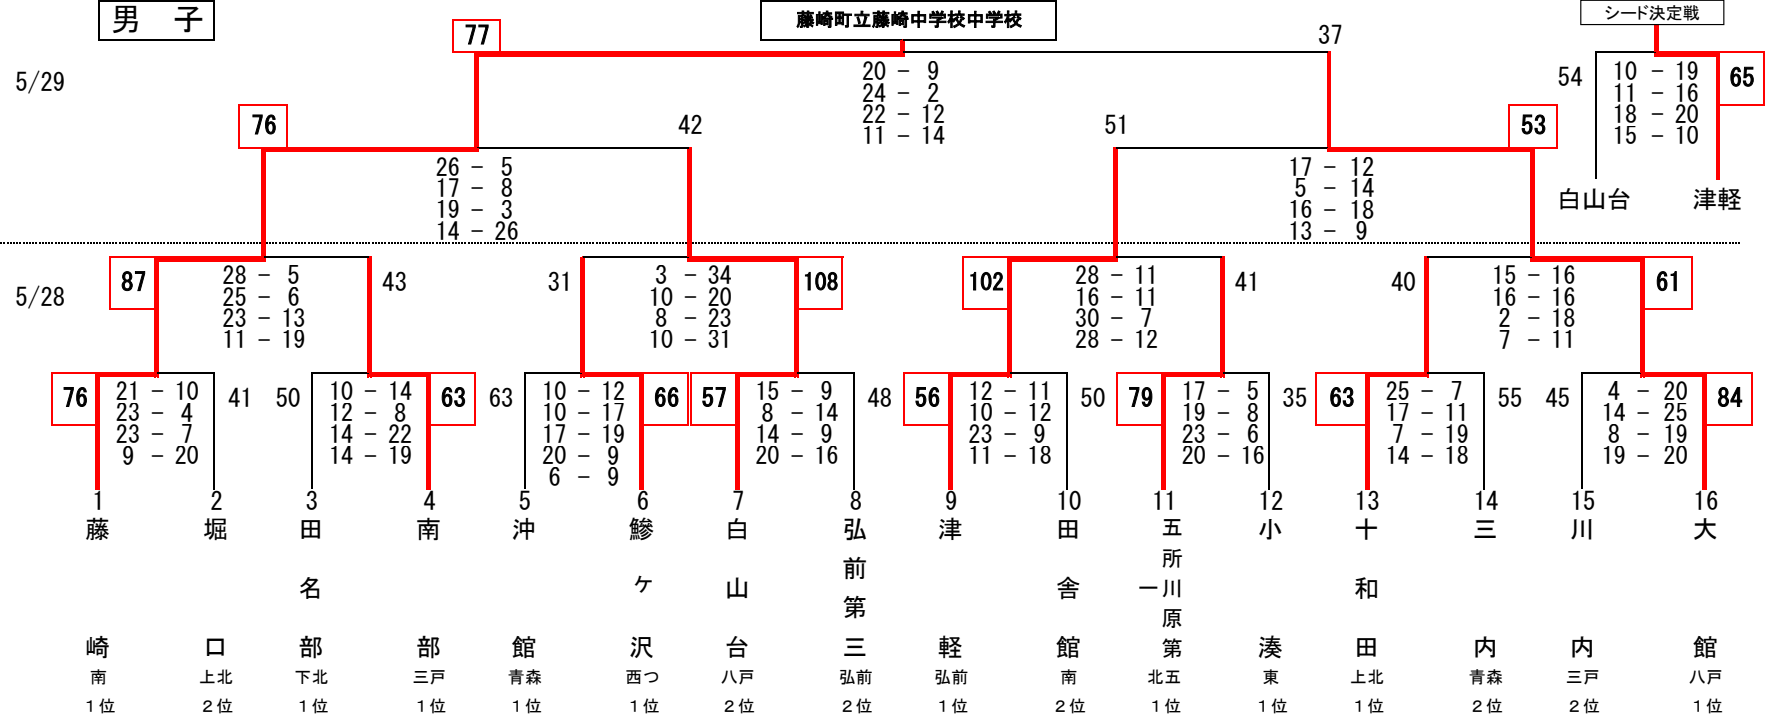 男　子
藤崎町立藤崎中学校中学校
シード決定戦
77
37
5/29
20 - 9
24 - 2
22 - 12
11 - 14
54
10 - 19
11 - 16
18 - 20
15 - 10
65
白山台
津軽
76
42
26 - 5
17 - 8
19 - 3
14 - 26
51
53
17 - 12
5 - 14
16 - 18
13 - 9
5/28
87
28 - 5
25 - 6
23 - 13
11 - 19
43
31
3 - 34
10 - 20
8 - 23
10 - 31
108
102
28 - 11
16 - 11
30 - 7
28 - 12
41
40
15 - 16
16 - 16
2 - 18
7 - 11
61
76
21 - 10
23 - 4
23 - 7
9 - 20
41
50
10 - 14
12 - 8
14 - 22
14 - 19
63
63
10 - 12
10 - 17
17 - 19
20 - 9
6 - 9
66
57
15 - 9
8 - 14
14 - 9
20 - 16
48
56
12 - 11
10 - 12
23 - 9
11 - 18
50
79
17 - 5
19 - 8
23 - 6
20 - 16
35
63
25 - 7
17 - 11
7 - 19
14 - 18
55
45
4 - 20
14 - 25
8 - 19
19 - 20
84
1
藤崎
南
1位
2
堀口
上北
2位
3
田名部
下北
1位
4
南部
三戸
1位
5
沖館
青森
1位
6
鰺ヶ沢
西つ
1位
7
白山台
八戸
2位
8
弘前第三
弘前
2位
9
津軽
弘前
1位
10
田舎館
南
2位
11
五所川原第一
北五
1位
12
小湊
東
1位
13
十和田
上北
1位
14
三内
青森
2位
15
川内
三戸
2位
16
大館
八戸
1位